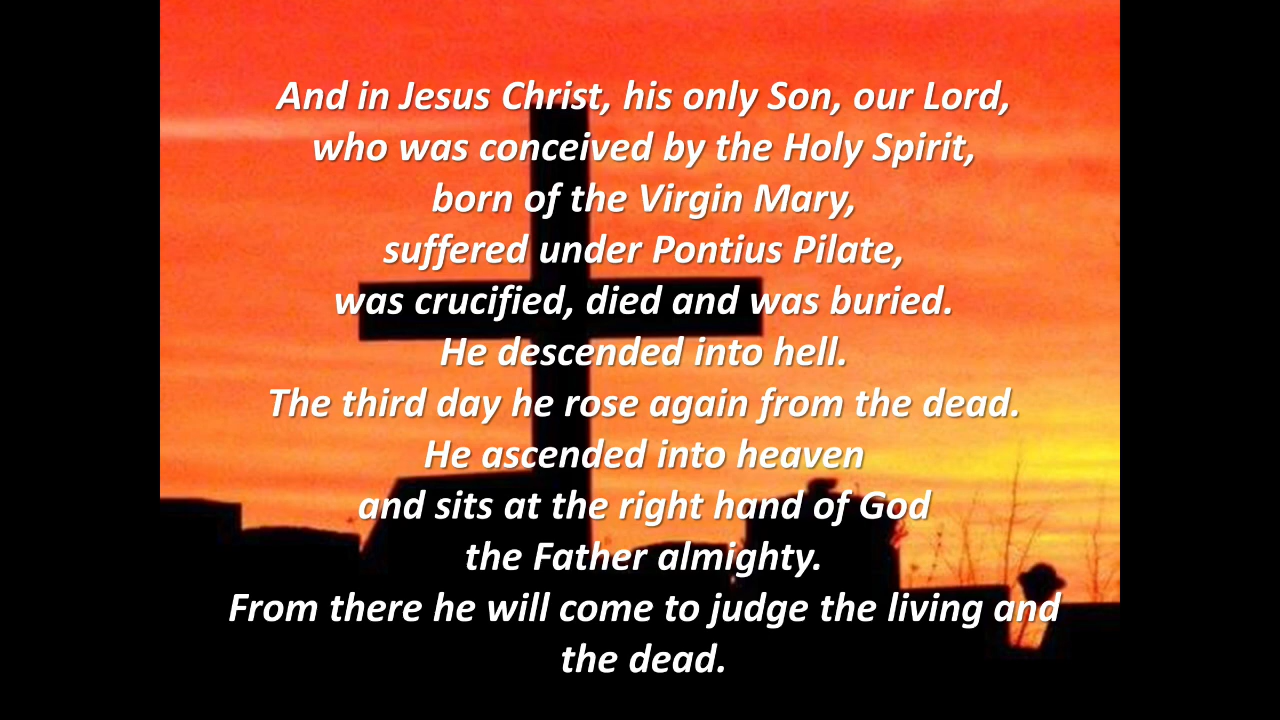 And in Jesus Christ, his only Son, our Lord,
who was conceived by the Holy Spirit,
born of the Virgin Mary,
suffered under Pontius Pilate,
was crucified, died and was buried.
He descended into hell.
The third day he rose again from the dead.
He ascended into heaven
and sits at the right hand of God
the Father almighty.
From there he will come to judge the living and
the dead.